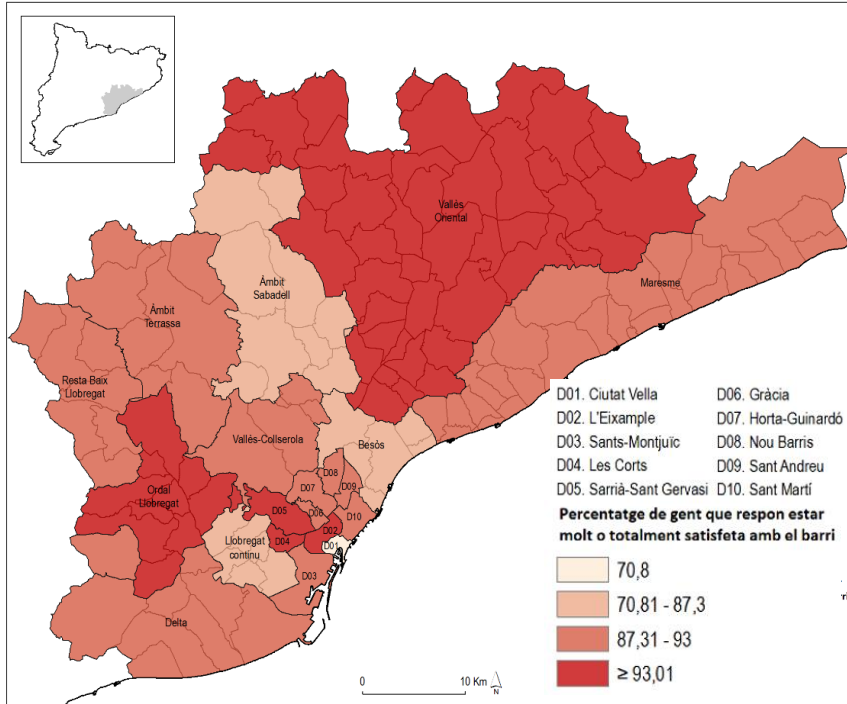 Vallès
Oriental
Àmbit
Sabadell
Maresme
Àmbit
Terrassa
Resta Baix
Llobregat
Vallès-Collserola
Besòs
D08
D07
D09
D06
D10
D05
D02
D04
D01
D03
Ordal
Llobregat
Llobregat
continu
Delta
D01. Ciutat Vella
D02. L'Eixample
D03. Sants-Montjuïc
D04. Les Corts
D05. Sarrià-Sant Gervasi
D06. Gràcia
D07. Horta-Guinardó
D08. Nou Barris
D09. Sant Andreu
D10. Sant Martí
Percentatge de gent que respon estar
molt o totalment satisfeta amb el barri
70,8
70,81 - 87,3
87,31 - 93
≥ 93,01
0 10 Km
N